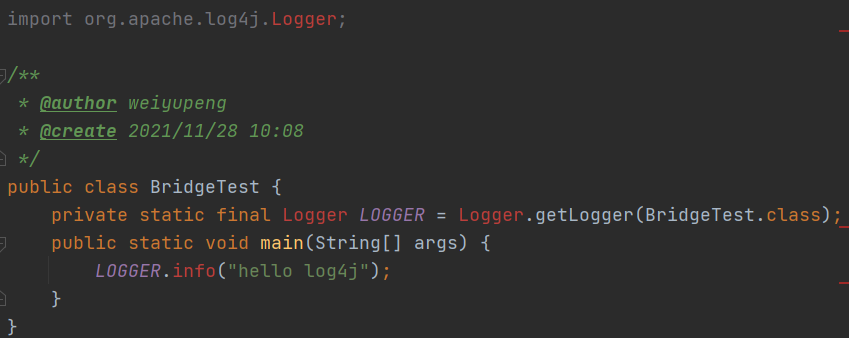 import org.apache.log4j.Logger;
/**
 * @author weiyupeng
 * @create 2021/11/28 10:08
 */
public class BridgeTest {
    private static final Logger LOGGER = Logger.getLogger(BridgeTest.class);
    public static void main(String[] args) {
        LOGGER.info("hello log4j");
    }
}